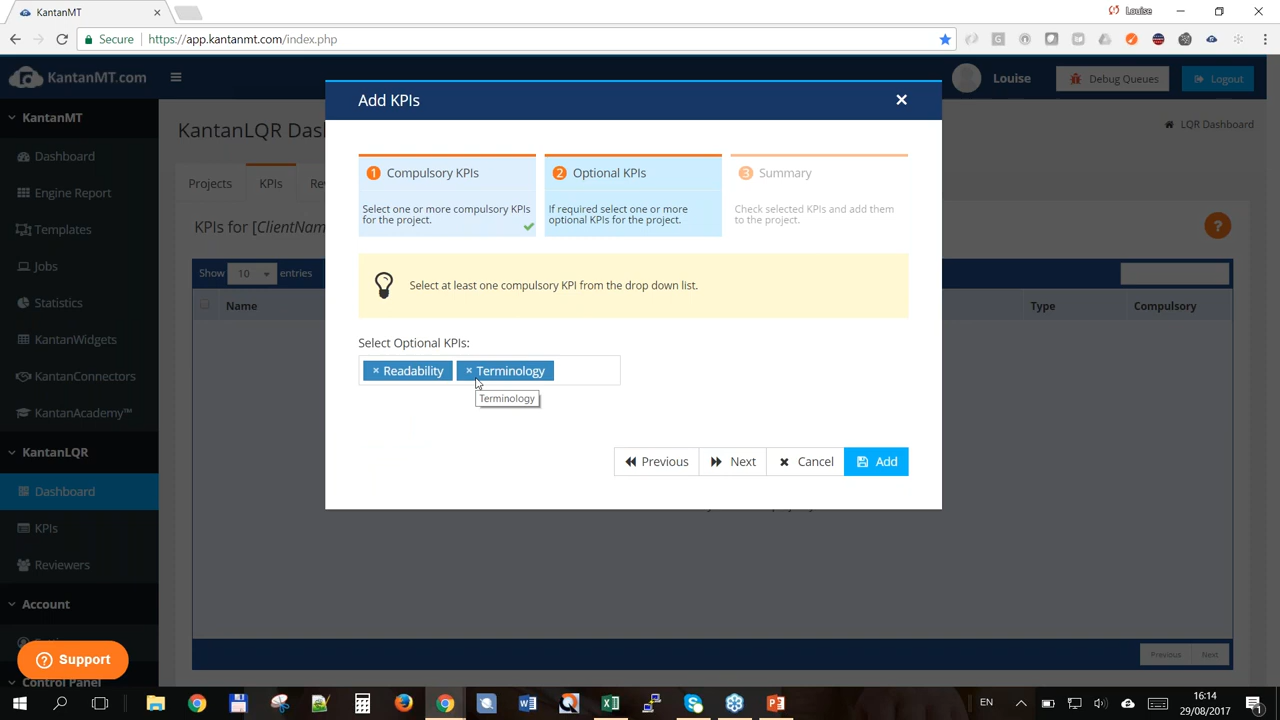 KantanMT
Louise
Secure
https://app.kantanmt.com/index.php
KantanMT.com
Louise
Debug Queues
Logout
KantanMT
Dashboard
Engine Report
Templates
Jobs
Statistics
KantanWidgets
KantanConnectors
KantanAcademy™
KantanLQR
Dashboard
KPIs
Reviewers
Account
Control Panel
Support
KantanLQR Das
LQR Dashboard
Projects
KPIs
Re
KPIs for [ClientNam
Show 10 entries
Name
Type
Compulsory
Previous
Next
Add KPIs
1 Compulsory KPIs
Select one or more compulsory KPIs
for the project.
2 Optional KPIs
If required select one or more
optional KPIs for the project.
3 Summary
Check selected KPIs and add them
to the project.
Select at least one compulsory KPI from the drop down list.
Select Optional KPIs:
× Readability
× Terminology
Terminology
Previous
Next
Cancel
Add
EN
16:14
29/08/2017